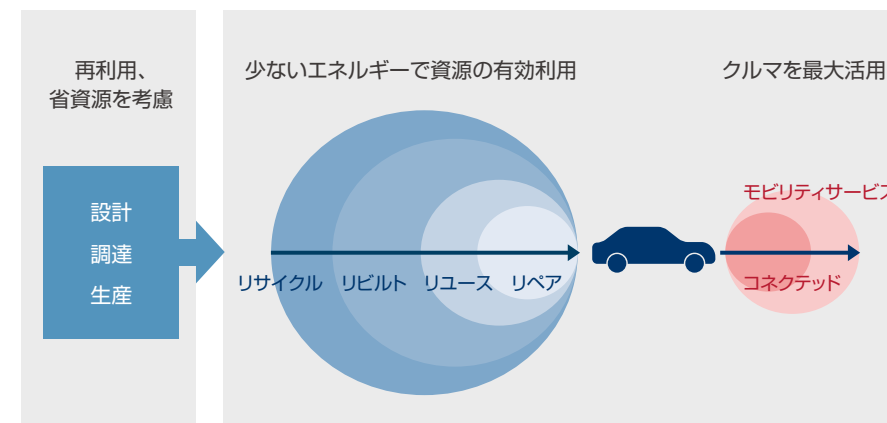 再利用、
省資源を考慮
設計
調達
生産
少ないエネルギーで資源の有効利用
リサイクル リビルト リユース リペア
クルマを最大活用
モビリティサービス
コネクテッド